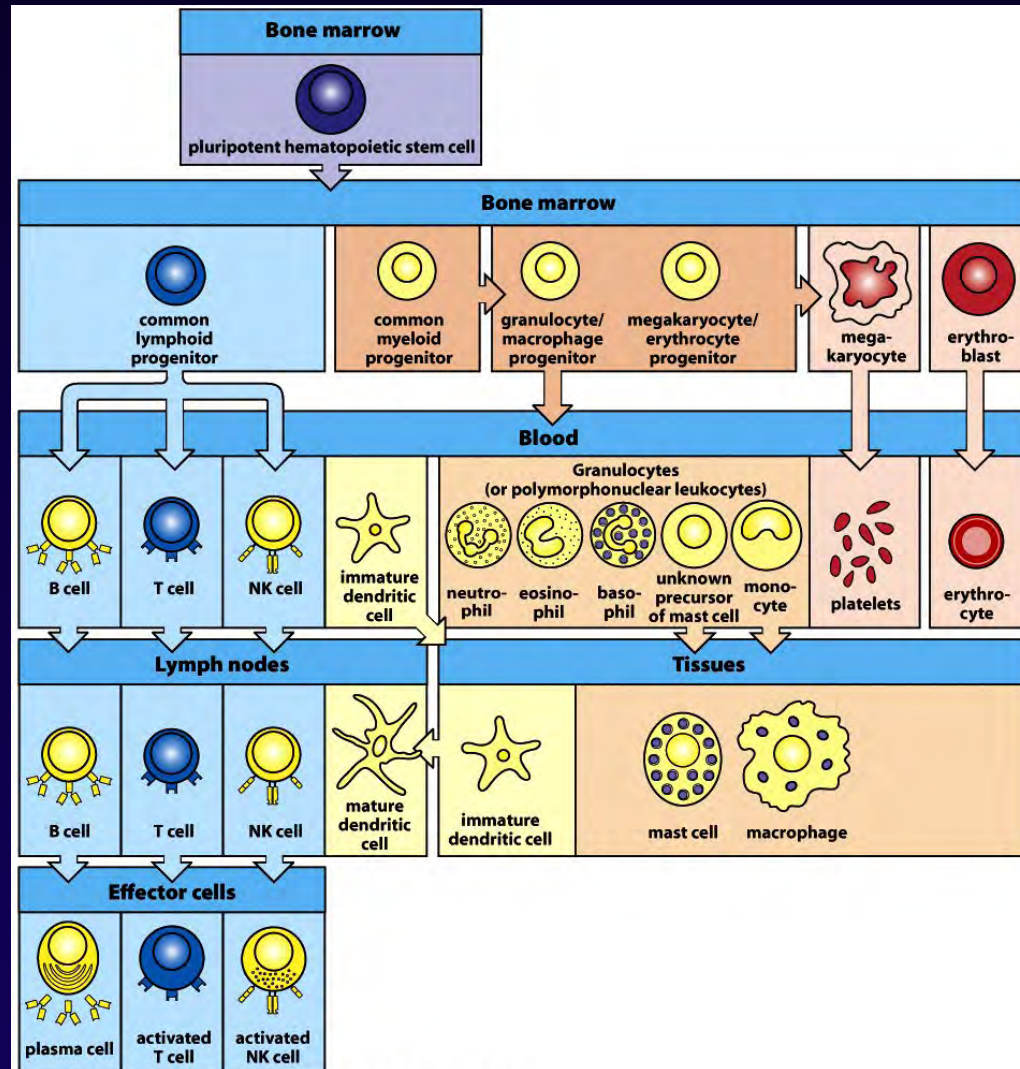 Bone marrow
pluripotent hematopoietic stem cell
Bone marrow
common
lymphoid
progenitor
common
myeloid
progenitor
granulocyte/
macrophage
progenitor
megakaryocyte/
erythrocyte
progenitor
mega-
karyocyte
erythro-
blast
Blood
B cell
T cell
NK cell
immature
dendritic
cell
Granulocytes
(or polymorphonuclear leukocytes)
neutro-
phil
eosino-
phil
baso-
phil
unknown
precursor
of mast cell
mono-
cyte
platelets
erythro-
cyte
Lymph nodes
B cell
T cell
NK cell
mature
dendritic
cell
Tissues
immature
dendritic cell
mast cell
macrophage
Effector cells
plasma cell
activated
T cell
activated
NK cell